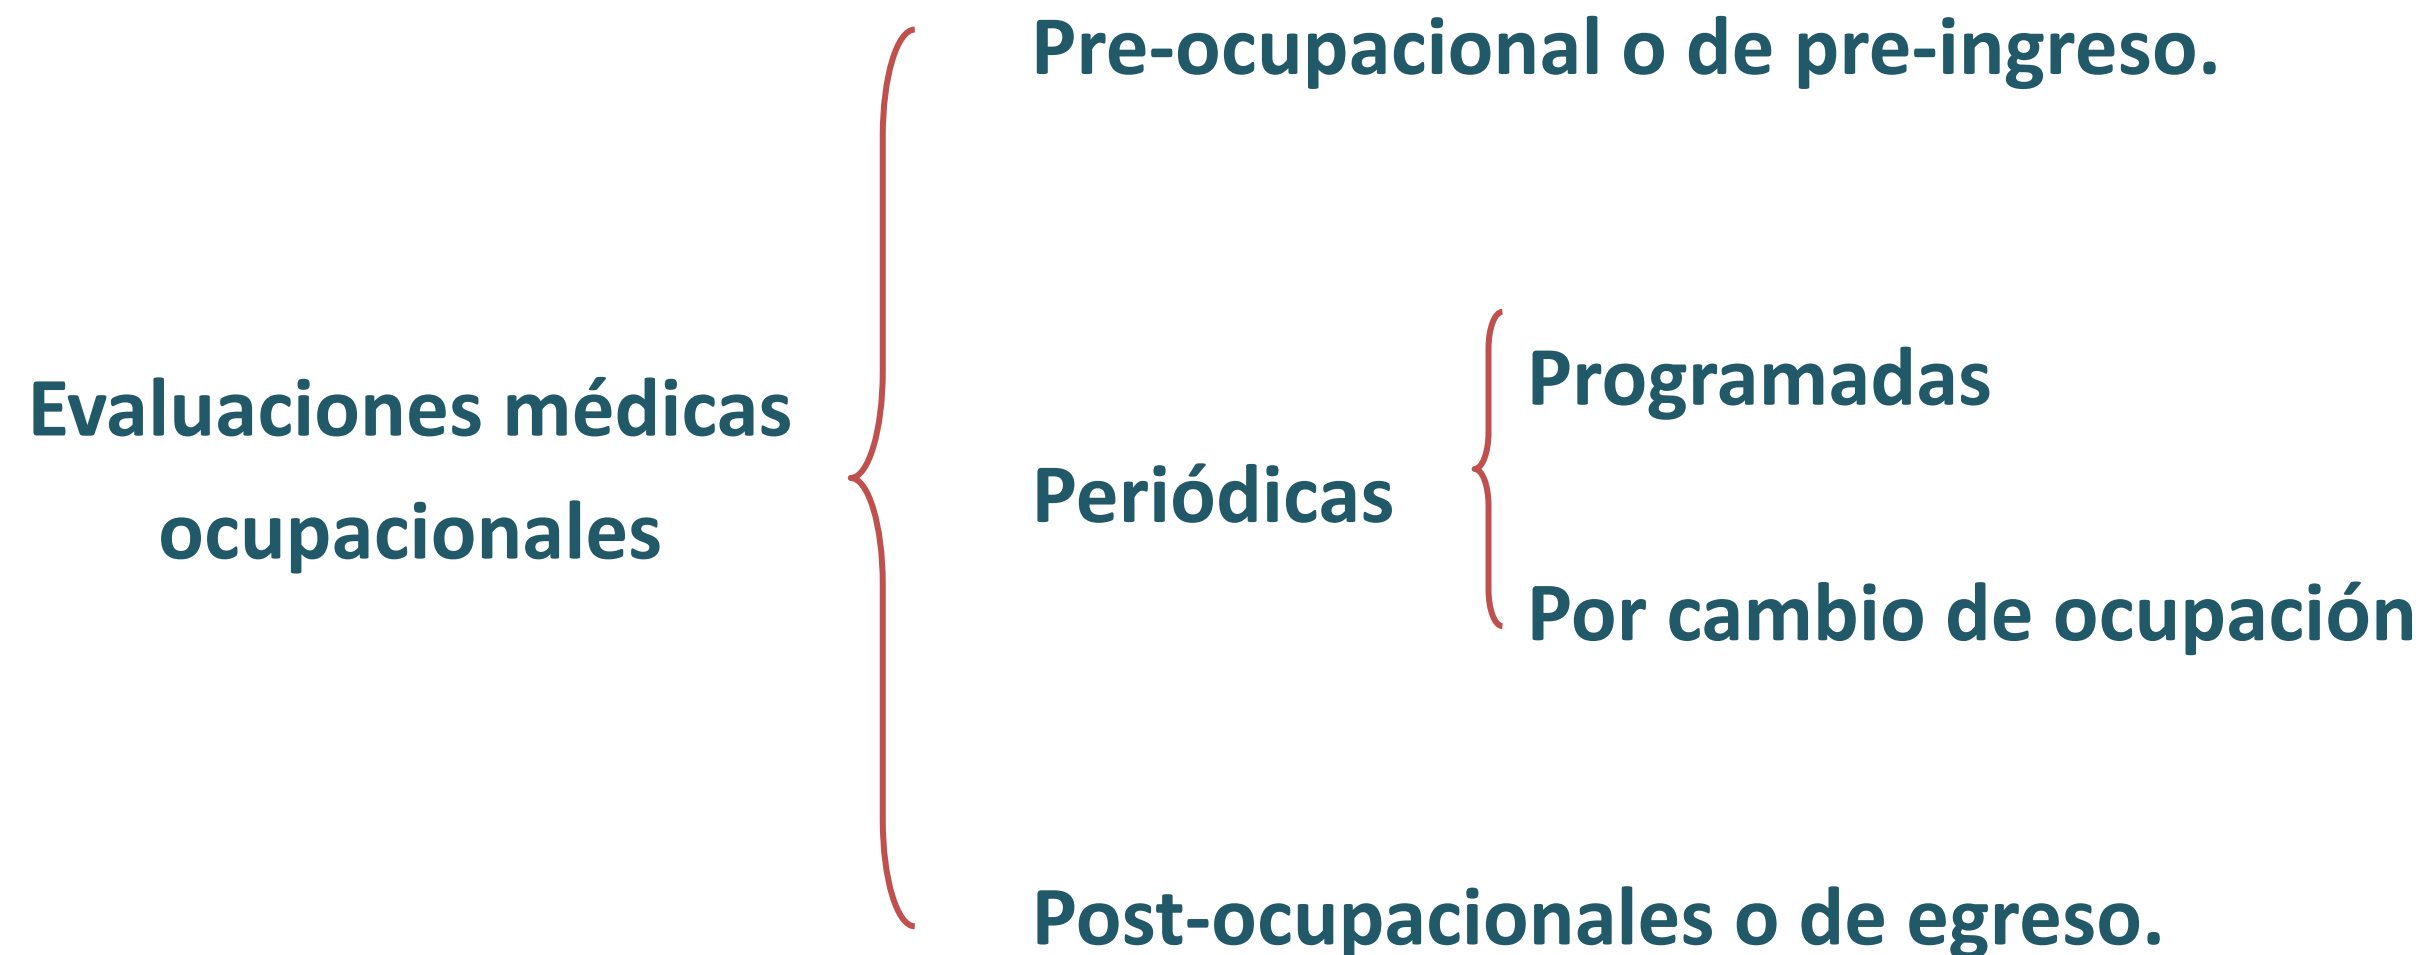 Pre-ocupacional o de pre-ingreso.
Evaluaciones médicas
ocupacionales
Periódicas
Programadas
Por cambio de ocupación
Post-ocupacionales o de egreso.